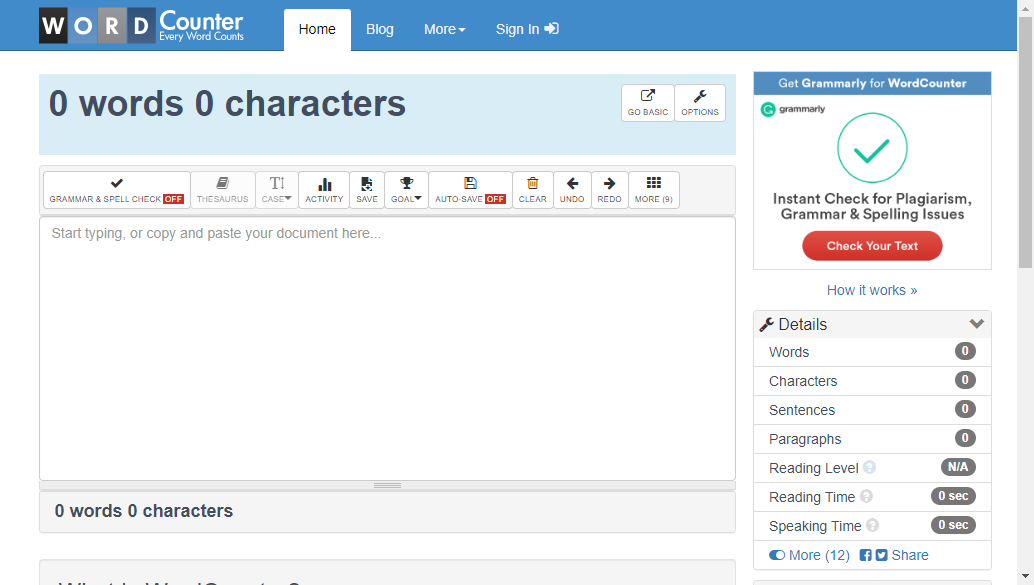 WORD Counter
Every Word Counts
Home
Blog
More
Sign In
0 words 0 characters
GO BASIC
OPTIONS
GRAMMAR & SPELL CHECK OFF
THESAURUS
CASE
ACTIVITY
SAVE
GOAL
AUTO-SAVE OFF
CLEAR
UNDO
REDO
MORE (9)
Start typing, or copy and paste your document here...
0 words 0 characters
Get Grammarly for WordCounter
grammarly
Instant Check for Plagiarism,
Grammar & Spelling Issues
Check Your Text
How it works »
Details
Words 0
Characters 0
Sentences 0
Paragraphs 0
Reading Level ? N/A
Reading Time ? 0 sec
Speaking Time ? 0 sec
More (12) Share